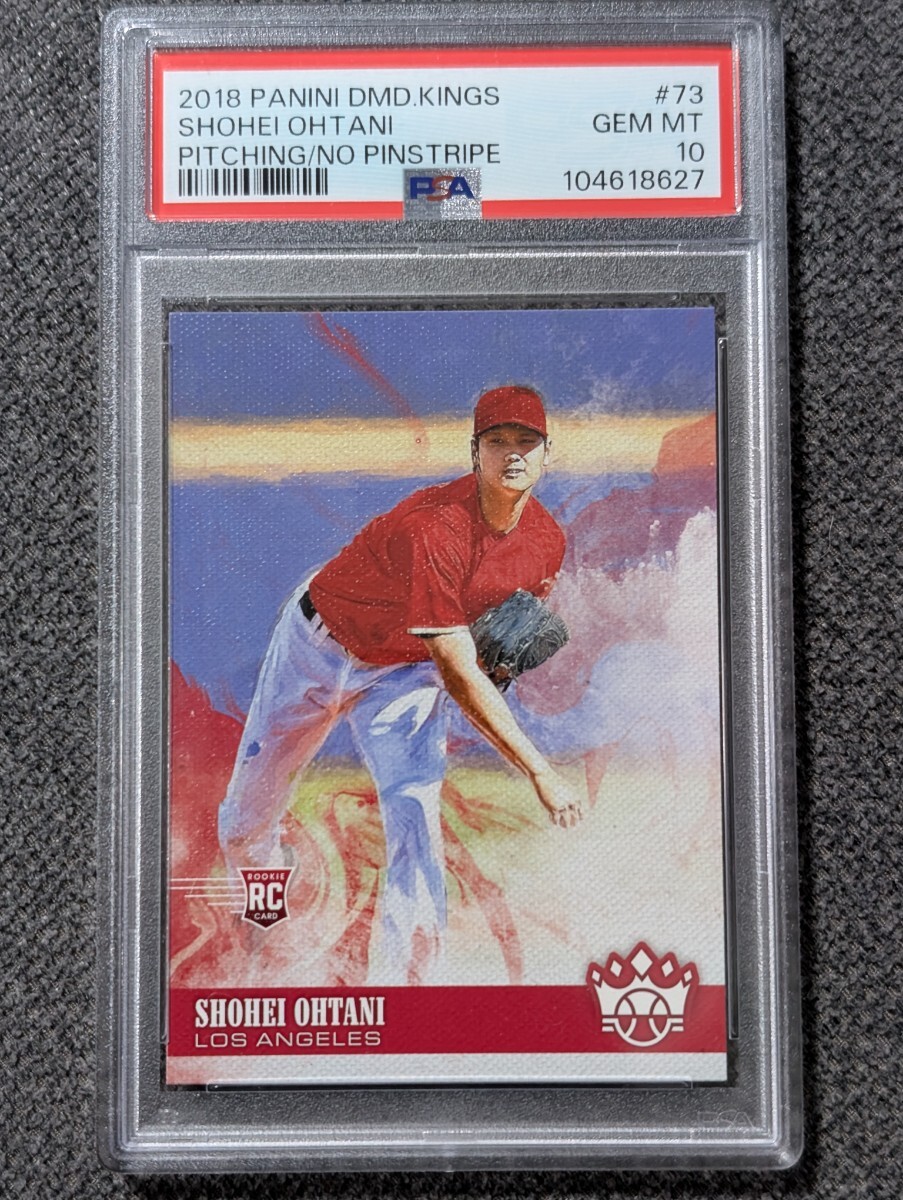 2018 PANINI DMD.KINGS #73
SHOHEI OHTANI GEM MT
PITCHING/NO PINSTRIPE 10
PSA 104618627
ROOKIE
RC
CARD
SHOHEI OHTANI
LOS ANGELES